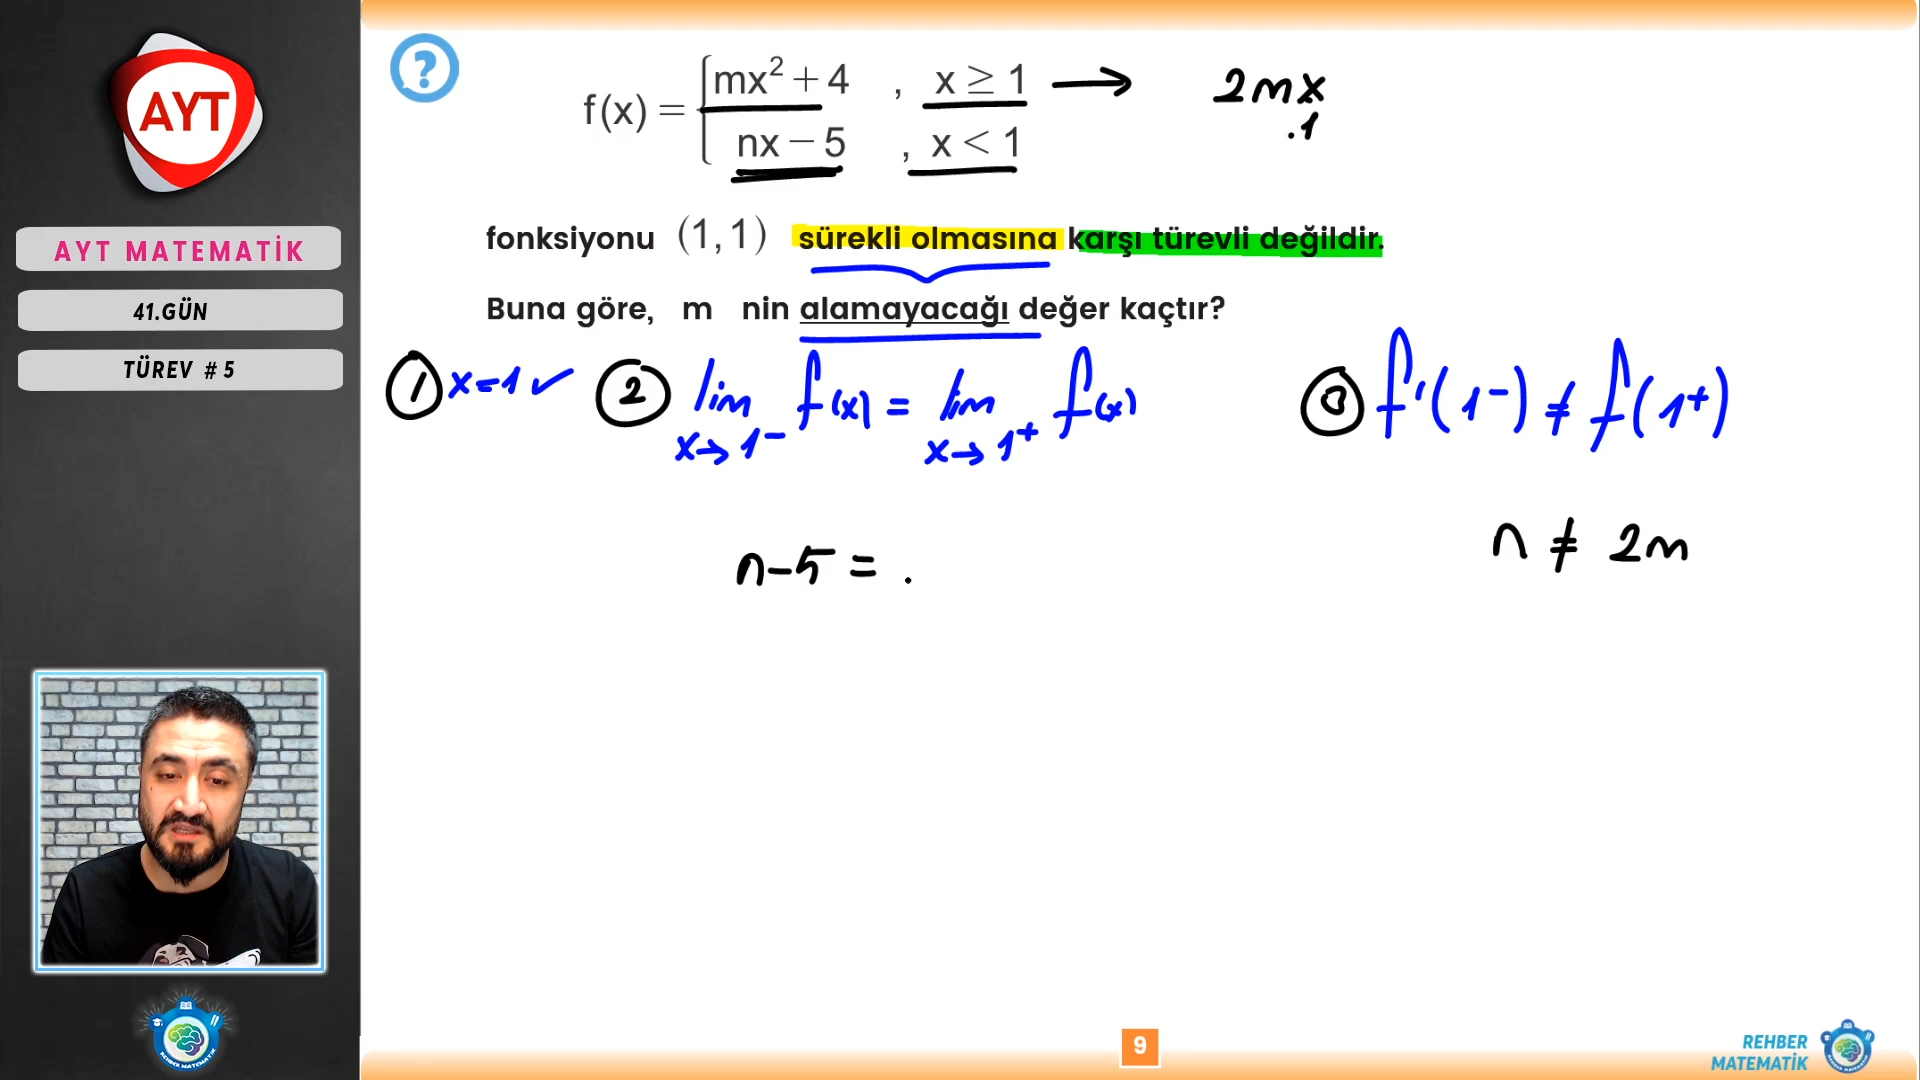 AYT
AYT MATEMATİK
41.GÜN
TÜREV # 5
?
f(x) = { mx² + 4 , x ≥ 1 → 2mx
.1
nx − 5 , x < 1
fonksiyonu (1,1) sürekli olmasına karşı türevli değildir.
Buna göre, m nin alamayacağı değer kaçtır?
① x=1 ✓ ② lim x→1⁻ f(x) = lim x→1⁺ f(x) ③ f'(1⁻) ≠ f(1⁺)
n−5 = .
n ≠ 2m
9
REHBER
MATEMATİK
REHBER MATEMATİK